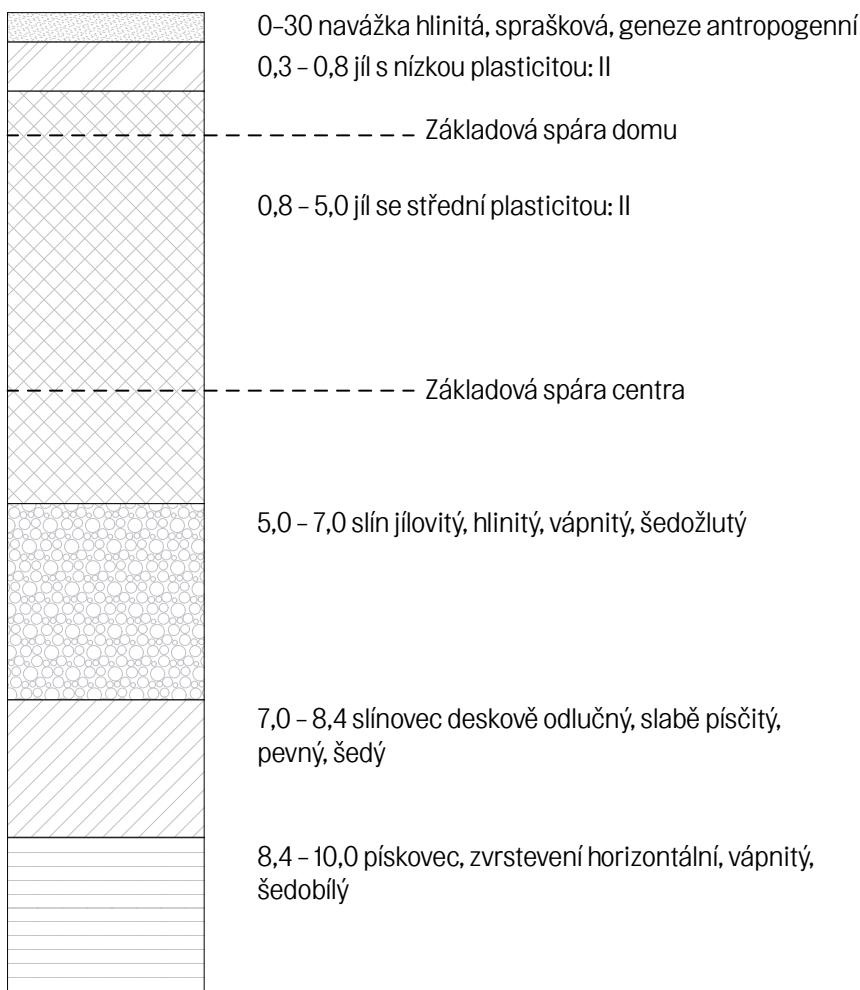 0–30 navážka hlinitá, sprašková, geneze antropogenní
0,3 – 0,8 jíl s nízkou plasticitou: II
Základová spára domu
0,8 – 5,0 jíl se střední plasticitou: II
Základová spára centra
5,0 – 7,0 slín jílovitý, hlinitý, vápnitý, šedožlutý
7,0 – 8,4 slínovec deskově odlučný, slabě písčitý,
pevný, šedý
8,4 – 10,0 pískovec, zvrstevení horizontální, vápnitý,
šedobílý